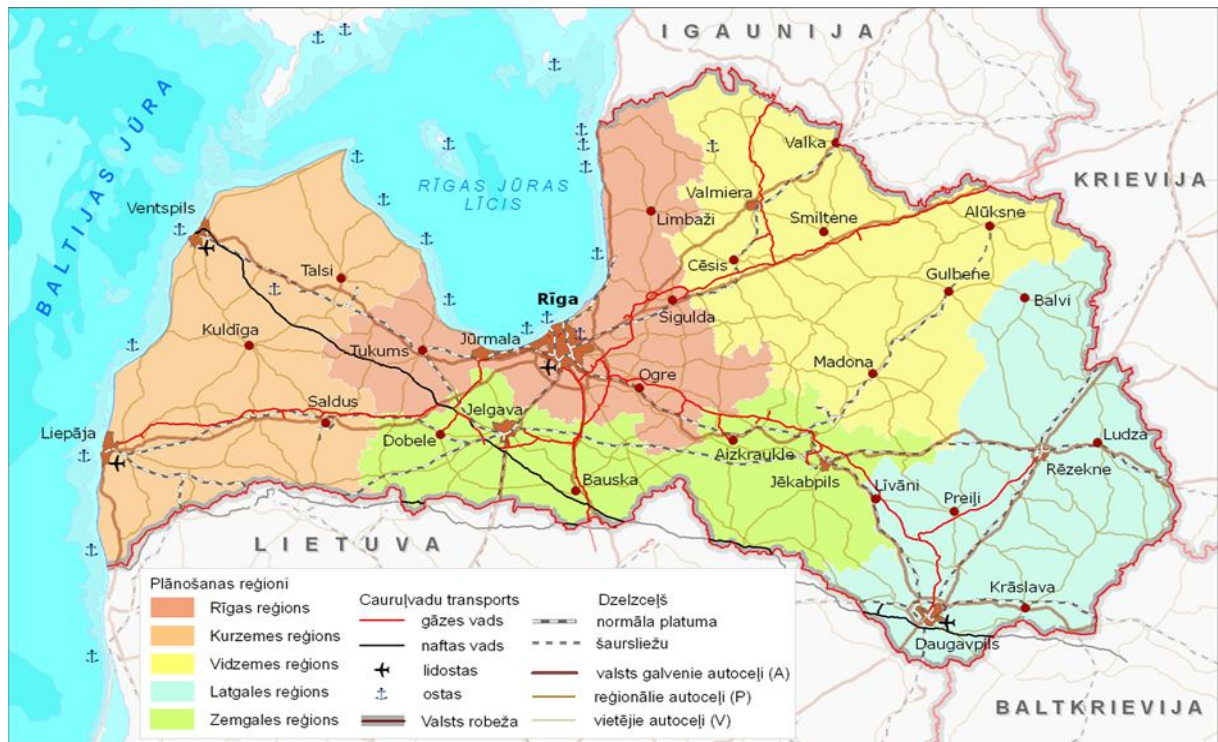 IGAUNIJA
BALTIJAS JŪRA
RĪGAS JŪRAS
LĪCIS
KRIEVIJA
Valka
Valmiera
Ventspils
Limbaži
Smiltene
Alūksne
Talsi
Cēsis
Gulbene
Rīga
Sigulda
Balvi
Kuldīga
Tukums
Jūrmala
Madona
Ogre
Saldus
Jelgava
Liepāja
Dobele
Aizkraukle
Ludza
Jēkabpils
Rēzekne
Bauska
Līvāni
Preiļi
LIETUVA
Krāslava
Daugavpils
BALTKRIEVIJA
Plānošanas reģioni
Rīgas reģions
Kurzemes reģions
Vidzemes reģions
Latgales reģions
Zemgales reģions
Cauruļvadu transports
gāzes vads
naftas vads
lidostas
ostas
Valsts robeža
Dzelzceļš
normāla platuma
šaursliežu
valsts galvenie autoceļi (A)
reģionālie autoceļi (P)
vietējie autoceļi (V)